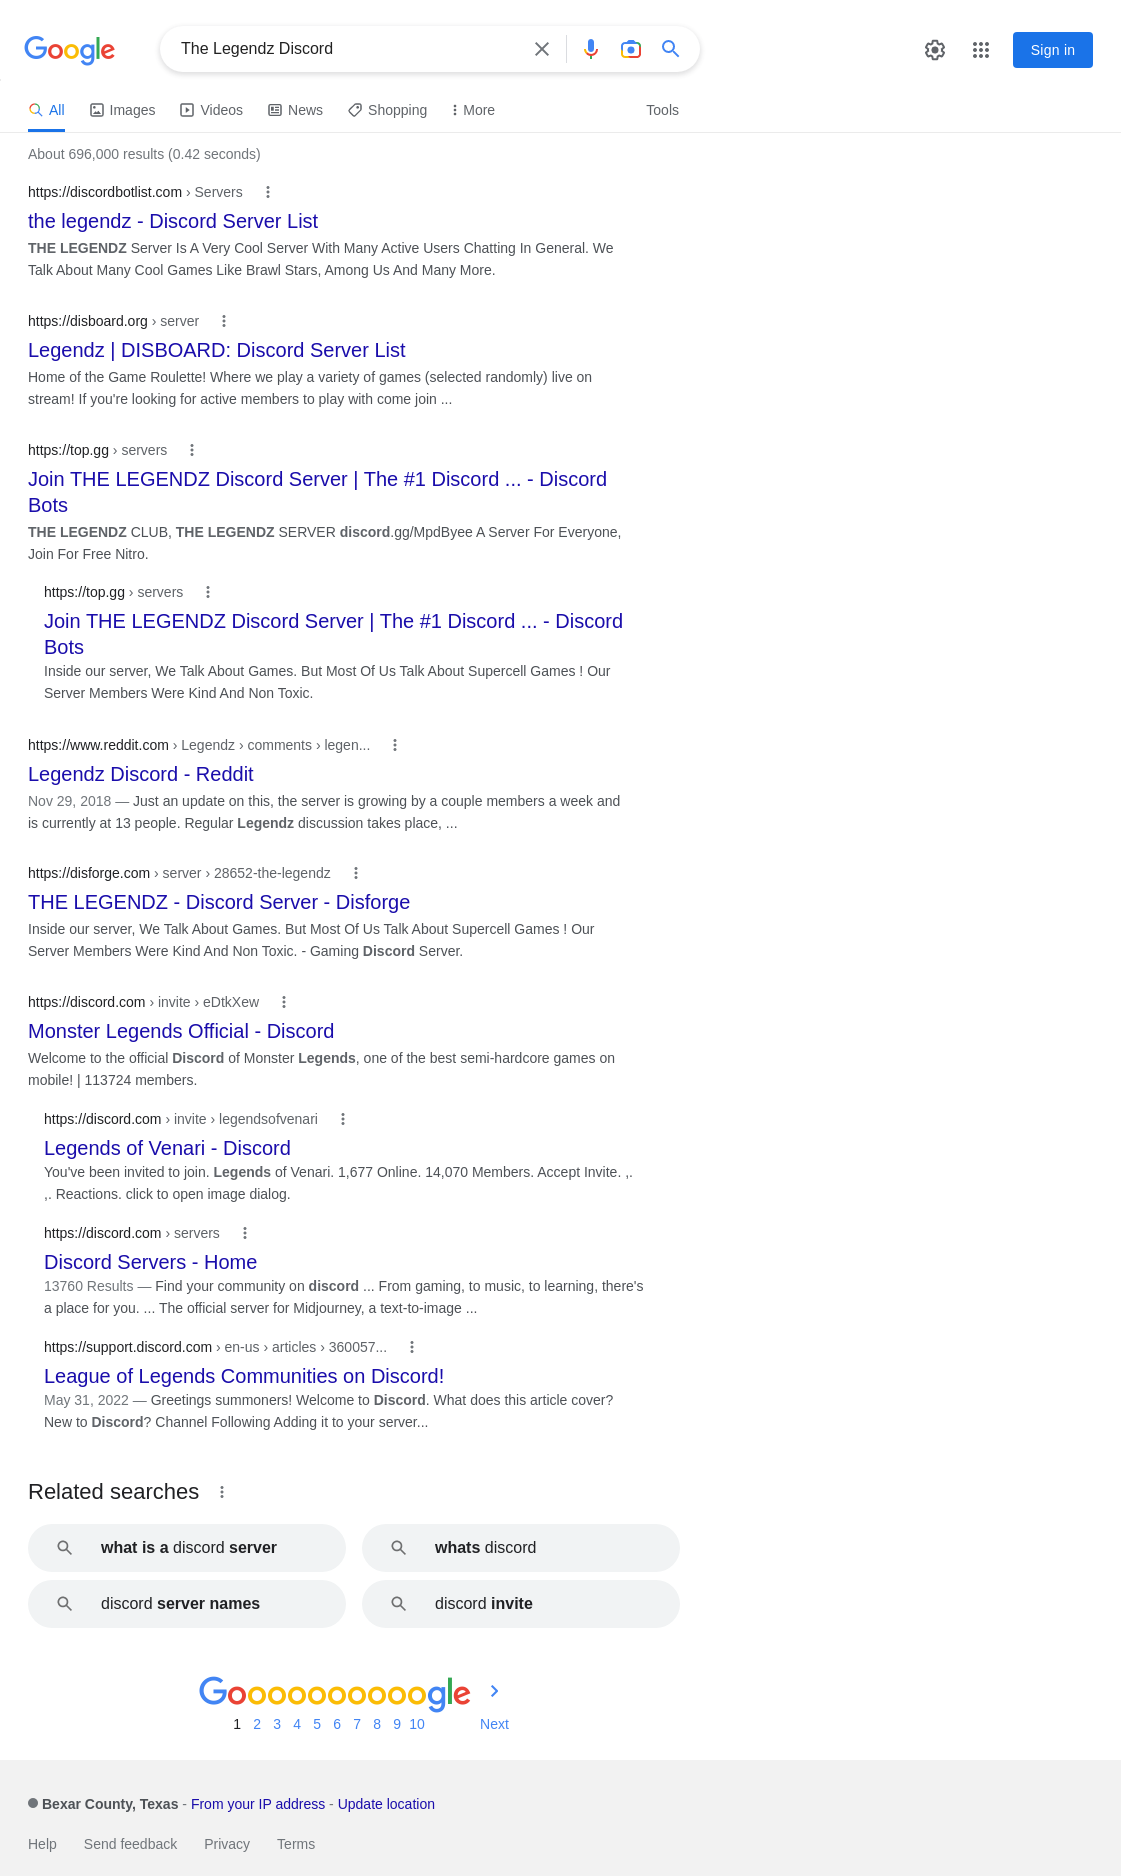 Google
The Legendz Discord
Sign in
All Images Videos News Shopping More Tools
About 696,000 results (0.42 seconds)
https://discordbotlist.com › Servers
the legendz - Discord Server List
THE LEGENDZ Server Is A Very Cool Server With Many Active Users Chatting In General. We
Talk About Many Cool Games Like Brawl Stars, Among Us And Many More.
https://disboard.org › server
Legendz | DISBOARD: Discord Server List
Home of the Game Roulette! Where we play a variety of games (selected randomly) live on
stream! If you're looking for active members to play with come join ...
https://top.gg › servers
Join THE LEGENDZ Discord Server | The #1 Discord ... - Discord
Bots
THE LEGENDZ CLUB, THE LEGENDZ SERVER discord.gg/MpdByee A Server For Everyone,
Join For Free Nitro.
https://top.gg › servers
Join THE LEGENDZ Discord Server | The #1 Discord ... - Discord
Bots
Inside our server, We Talk About Games. But Most Of Us Talk About Supercell Games ! Our
Server Members Were Kind And Non Toxic.
https://www.reddit.com › Legendz › comments › legen...
Legendz Discord - Reddit
Nov 29, 2018 — Just an update on this, the server is growing by a couple members a week and
is currently at 13 people. Regular Legendz discussion takes place, ...
https://disforge.com › server › 28652-the-legendz
THE LEGENDZ - Discord Server - Disforge
Inside our server, We Talk About Games. But Most Of Us Talk About Supercell Games ! Our
Server Members Were Kind And Non Toxic. - Gaming Discord Server.
https://discord.com › invite › eDtkXew
Monster Legends Official - Discord
Welcome to the official Discord of Monster Legends, one of the best semi-hardcore games on
mobile! | 113724 members.
https://discord.com › invite › legendsofvenari
Legends of Venari - Discord
You've been invited to join. Legends of Venari. 1,677 Online. 14,070 Members. Accept Invite. ,.
,. Reactions. click to open image dialog.
https://discord.com › servers
Discord Servers - Home
13760 Results — Find your community on discord ... From gaming, to music, to learning, there's
a place for you. ... The official server for Midjourney, a text-to-image ...
https://support.discord.com › en-us › articles › 360057...
League of Legends Communities on Discord!
May 31, 2022 — Greetings summoners! Welcome to Discord. What does this article cover?
New to Discord? Channel Following Adding it to your server...
Related searches
what is a discord server
whats discord
discord server names
discord invite
Goooooooooogle
1 2 3 4 5 6 7 8 9 10 Next
Bexar County, Texas - From your IP address - Update location
Help Send feedback Privacy Terms